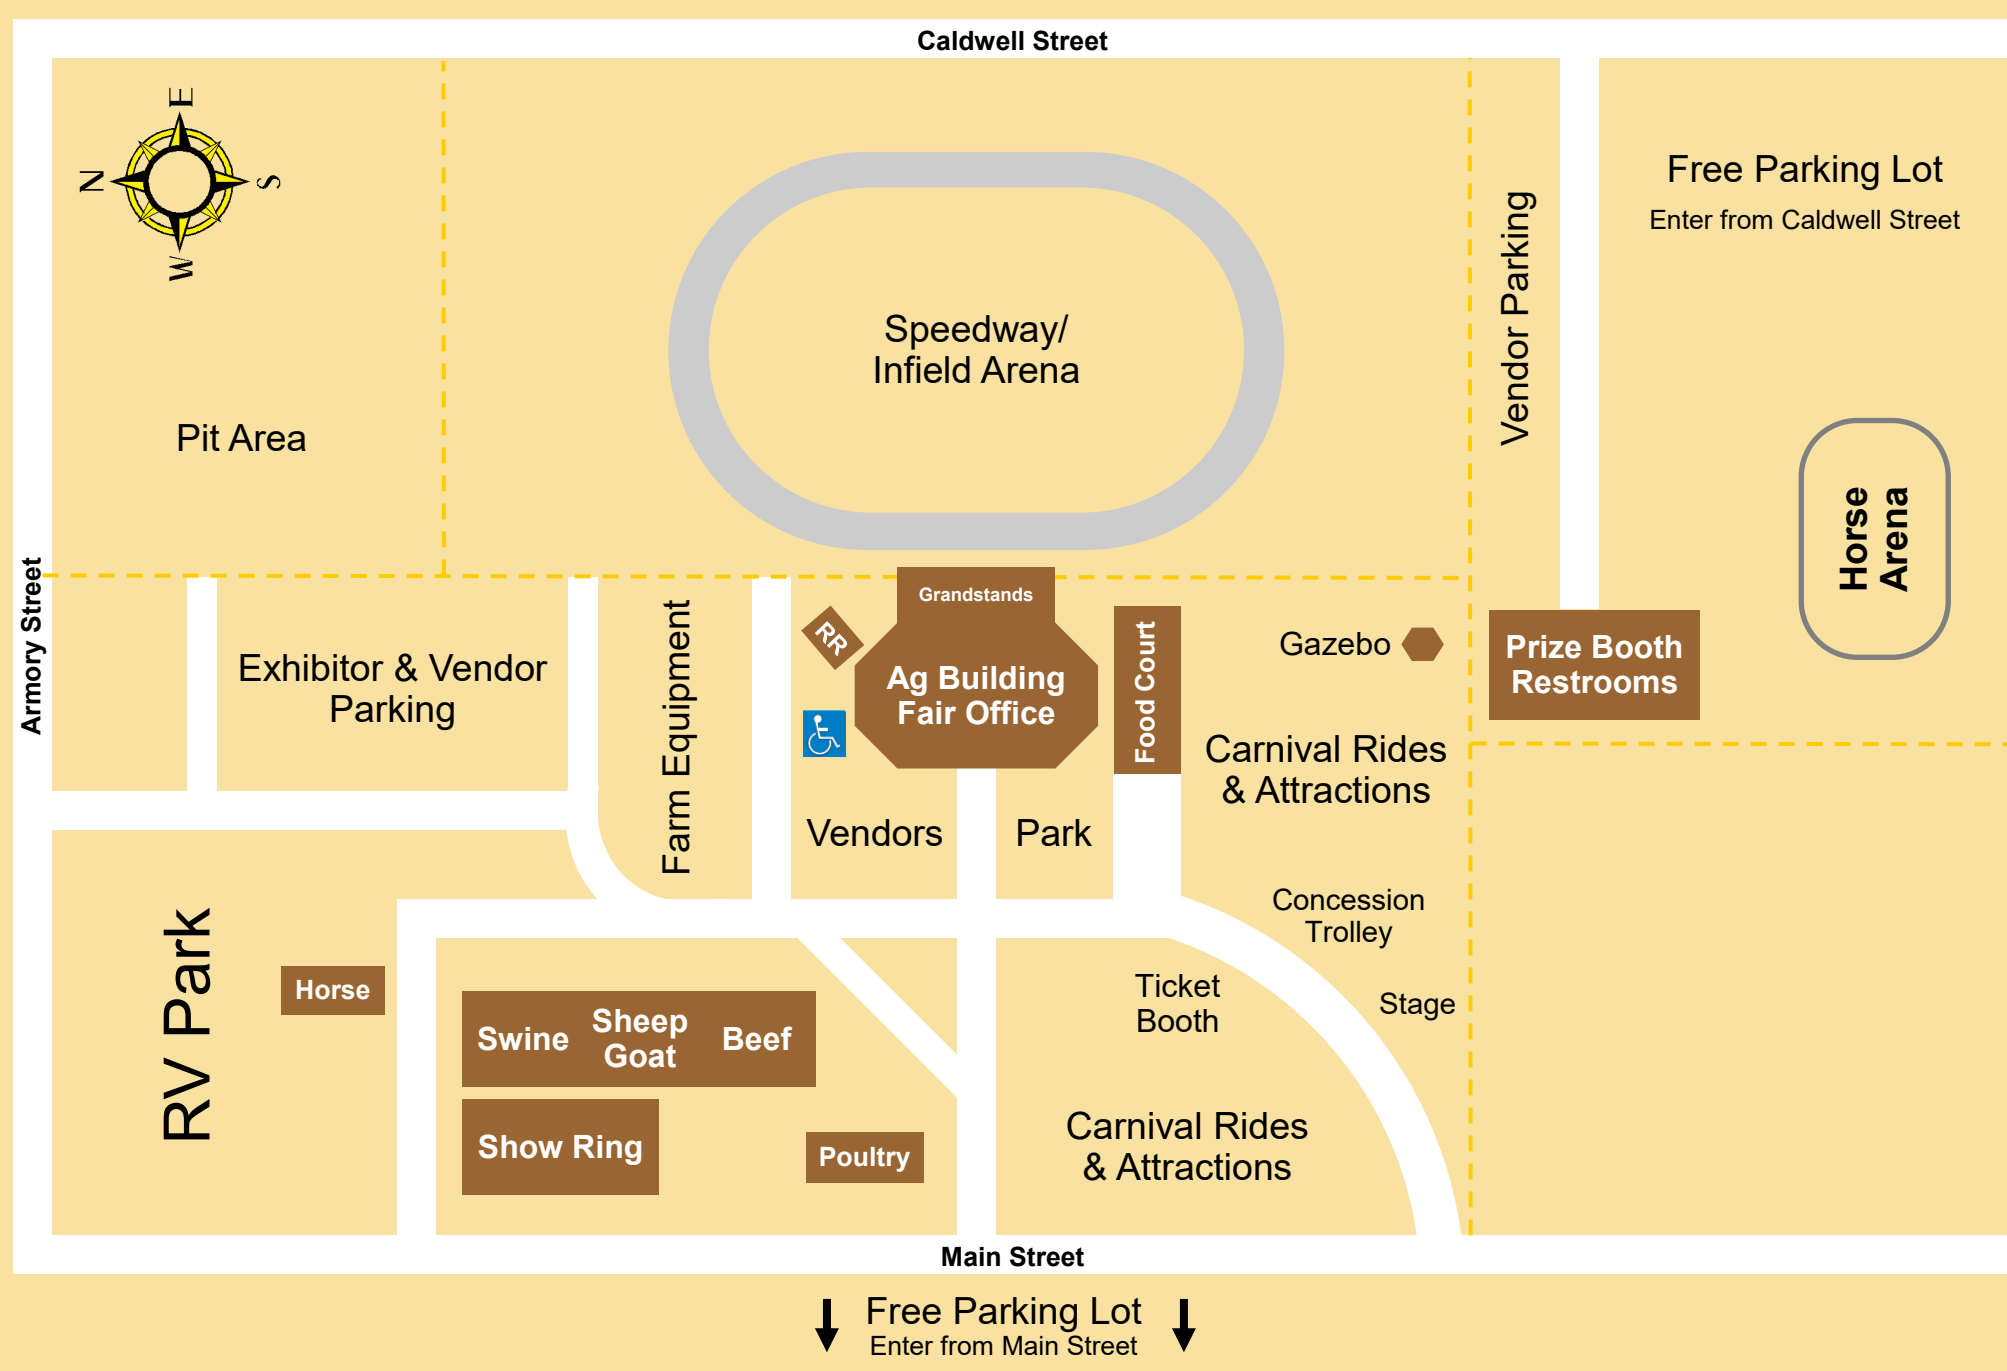 Caldwell Street
E
N
S
W
Free Parking Lot
Enter from Caldwell Street
Vendor Parking
Speedway/
Infield Arena
Pit Area
Horse
Arena
Armory Street
Grandstands
RR
Ag Building
Fair Office
Food Court
Gazebo
Prize Booth
Restrooms
Exhibitor & Vendor
Parking
Farm Equipment
Carnival Rides
& Attractions
Vendors
Park
Concession
Trolley
RV Park
Horse
Swine
Sheep
Goat
Beef
Ticket
Booth
Stage
Show Ring
Poultry
Carnival Rides
& Attractions
Main Street
Free Parking Lot
Enter from Main Street